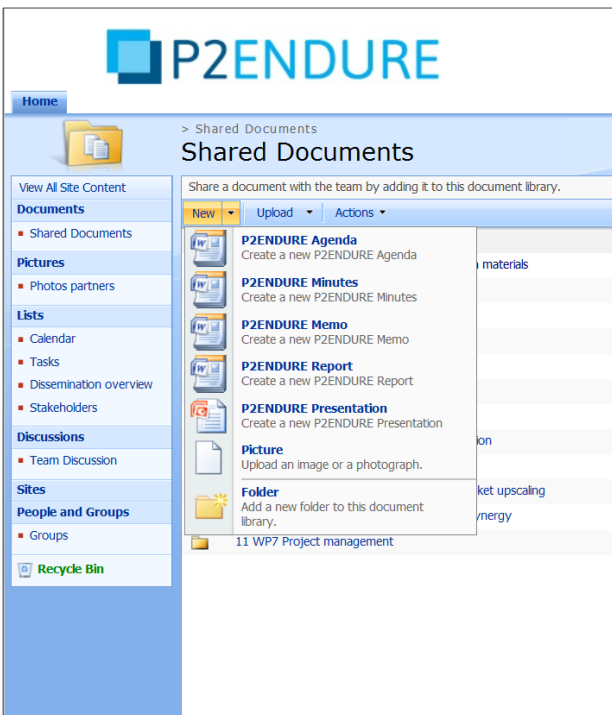 P2ENDURE
Home
> Shared Documents
Shared Documents
View All Site Content
Share a document with the team by adding it to this document library.
Documents
Shared Documents
Pictures
Photos partners
Lists
Calendar
Tasks
Dissemination overview
Stakeholders
Discussions
Team Discussion
Sites
People and Groups
Groups
Recycle Bin
New Upload Actions
P2ENDURE Agenda
Create a new P2ENDURE Agenda
materials
P2ENDURE Minutes
Create a new P2ENDURE Minutes
P2ENDURE Memo
Create a new P2ENDURE Memo
P2ENDURE Report
Create a new P2ENDURE Report
P2ENDURE Presentation
Create a new P2ENDURE Presentation
ion
Picture
Upload an image or a photograph.
Folder
Add a new folder to this document
library.
ket upscaling
ynergy
11 WP7 Project management